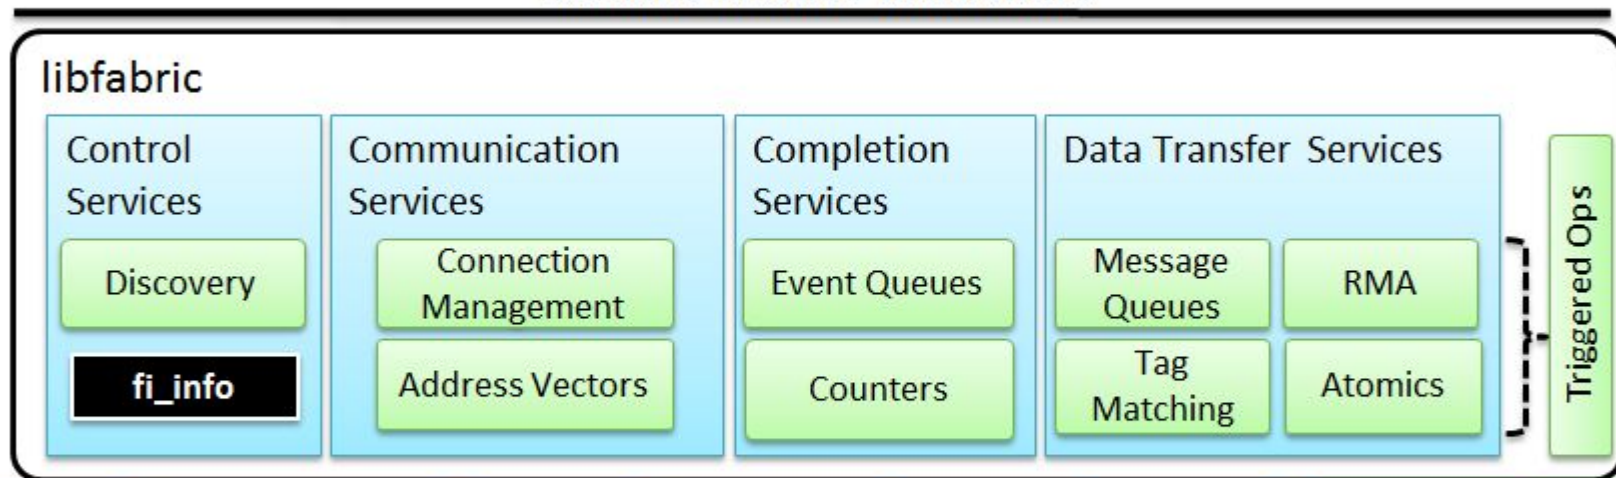 libfabric
Control
Services
Discovery
fi_info
Communication
Services
Connection
Management
Address Vectors
Completion
Services
Event Queues
Counters
Data Transfer Services
Message
Queues
RMA
Tag
Matching
Atomics
Triggered Ops